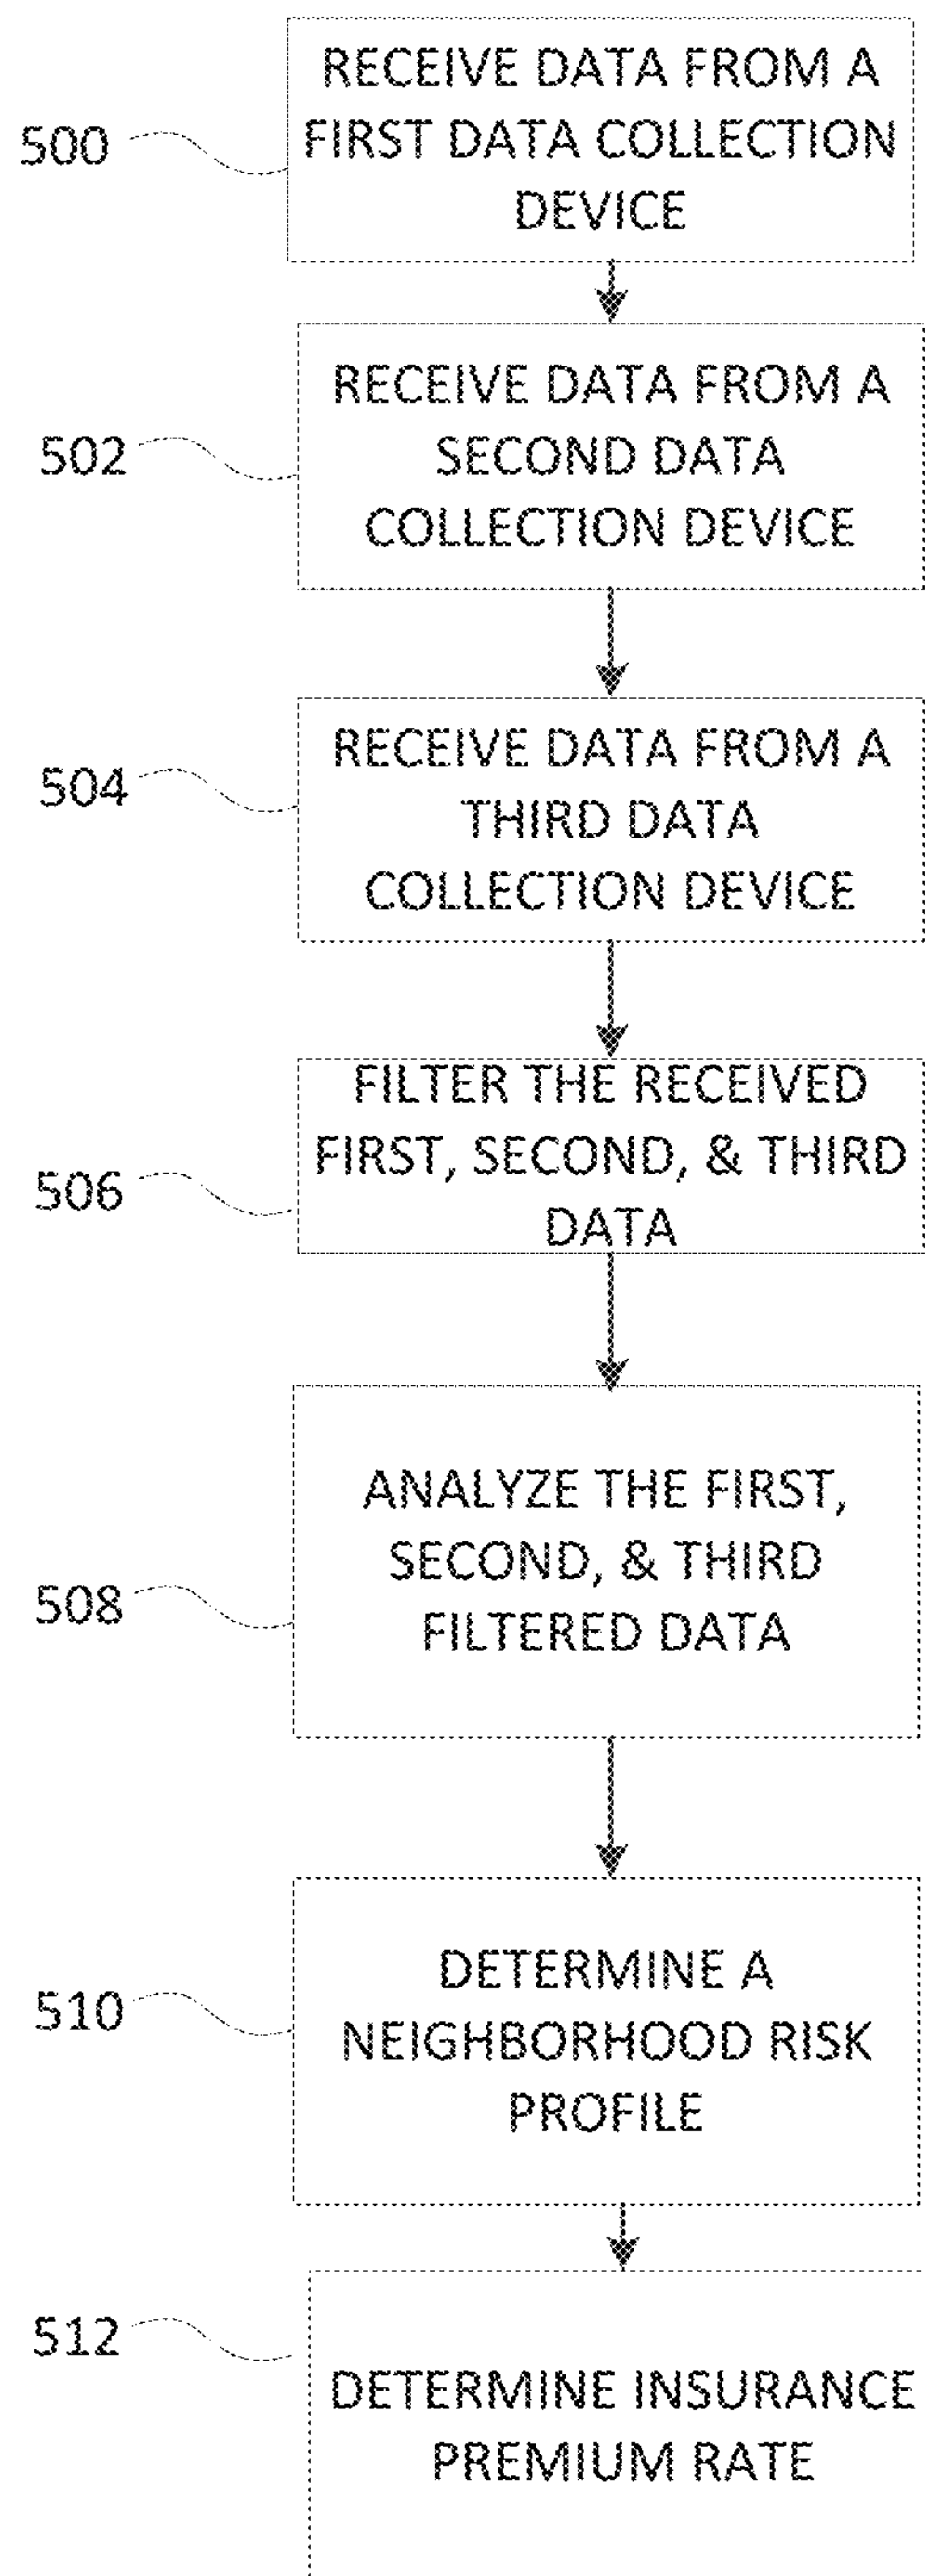 RECEIVE DATA FROM A
FIRST DATA COLLECTION
DEVICE
500
RECEIVE DATA FROM A
SECOND DATA
COLLECTION DEVICE
502
RECEIVE DATA FROM A
THIRD DATA
COLLECTION DEVICE
504
FILTER THE RECEIVED
FIRST, SECOND, & THIRD
DATA
506
ANALYZE THE FIRST,
SECOND, & THIRD
FILTERED DATA
508
DETERMINE A
NEIGHBORHOOD RISK
PROFILE
510
512
DETERMINE INSURANCE
PREMIUM RATE